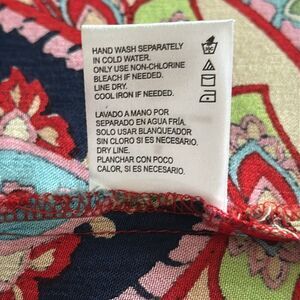 HAND WASH SEPARATELY
IN COLD WATER.
ONLY USE NON-CHLORINE
BLEACH IF NEEDED.
LINE DRY.
COOL IRON IF NEEDED.
LAVADO A MANO POR
SEPARADO EN AGUA FRÍA.
SOLO USAR BLANQUEADOR
SIN CLORO SI ES NECESARIO.
DRY LINE.
PLANCHAR CON POCO
CALOR, SI ES NECESARIO.